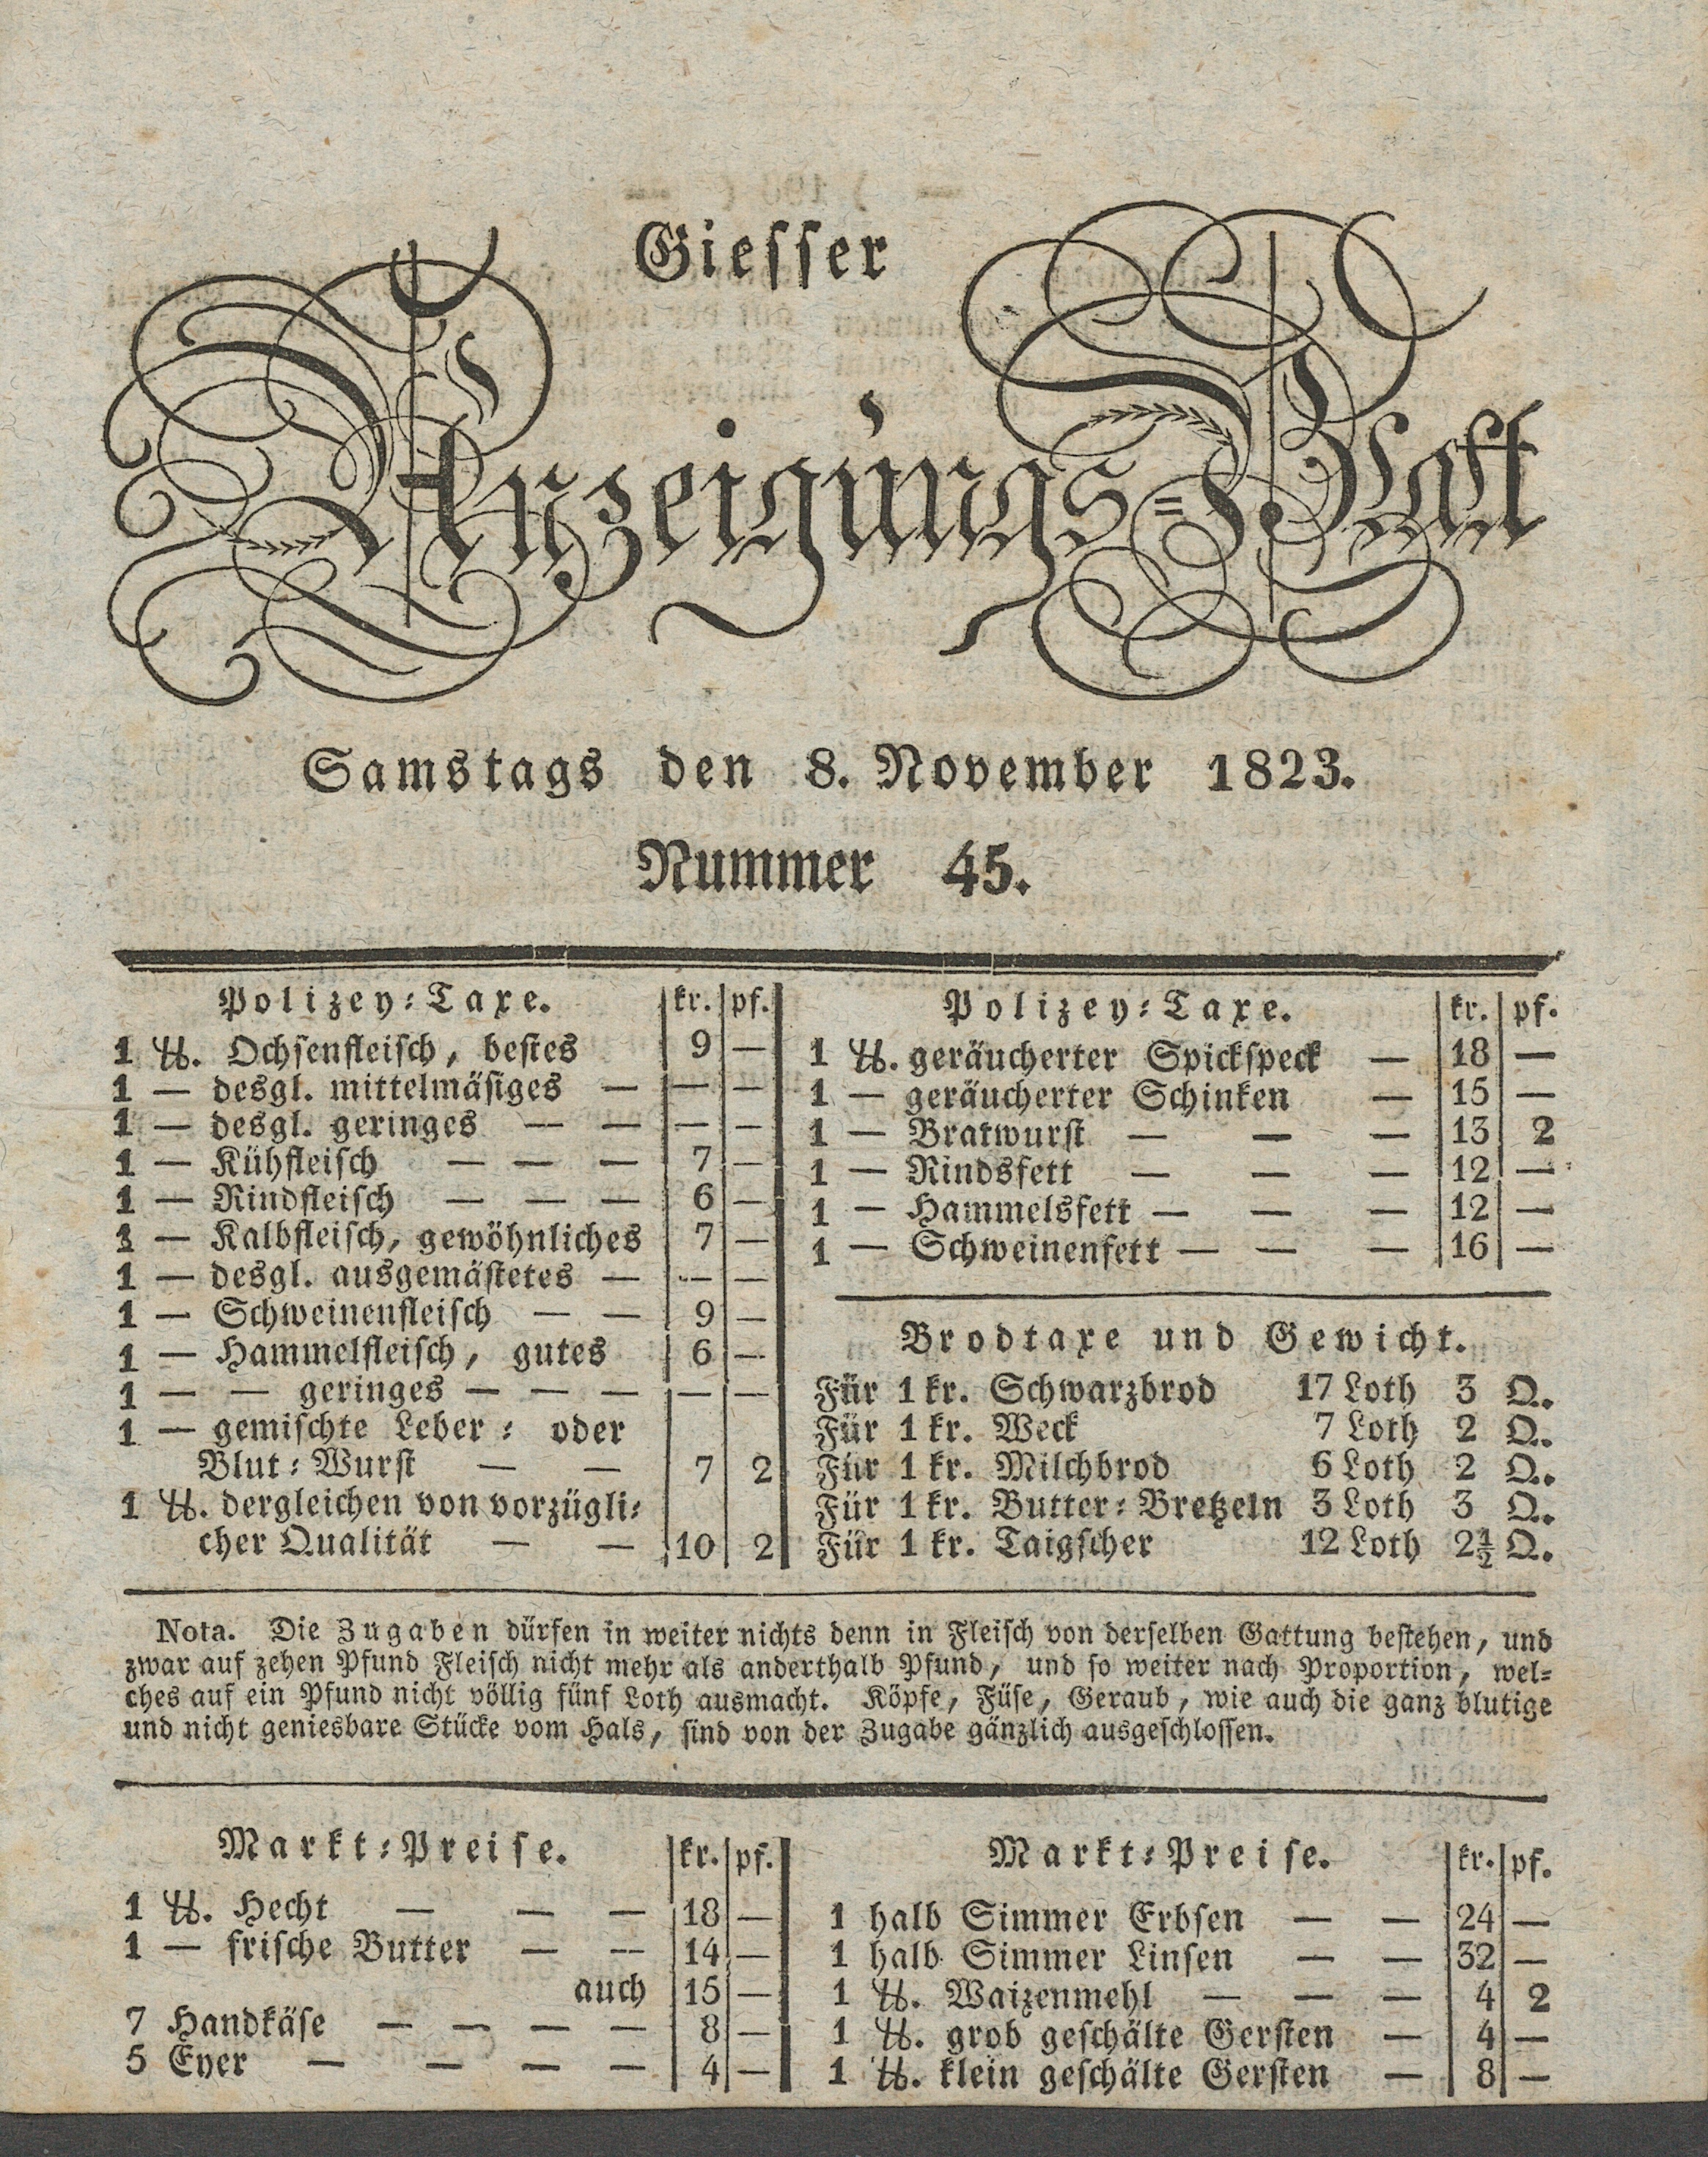 Giesser
Anzeigungs=Blatt
Samstags den 8. November 1823.
Nummer 45.
Polizey=Taxe. kr. pf.
1 ℔. Ochsenfleisch, bestes 9 —
1 — desgl. mittelmäsiges — — —
1 — desgl. geringes — — — —
1 — Kühfleisch — — — 7 —
1 — Rindfleisch — — — 6 —
1 — Kalbfleisch, gewöhnliches 7 —
1 — desgl. ausgemästetes — — —
1 — Schweinenfleisch — — 9 —
1 — Hammelfleisch, gutes 6 —
1 — — geringes — — — — —
1 — gemischte Leber= oder
Blut=Wurst — — 7 2
1 ℔. dergleichen von vorzügli=
cher Qualität — — 10 2
Polizey=Taxe. kr. pf.
1 ℔. geräucherter Spickspeck — 18 —
1 — geräucherter Schinken — 15 —
1 — Bratwurst — — — 13 2
1 — Rindsfett — — — 12 —
1 — Hammelsfett — — — 12 —
1 — Schweinenfett — — — 16 —
Brodtaxe und Gewicht.
Für 1 kr. Schwarzbrod 17 Loth 3 Q.
Für 1 kr. Weck 7 Loth 2 Q.
Für 1 kr. Milchbrod 6 Loth 2 Q.
Für 1 kr. Butter=Bretzeln 3 Loth 3 Q.
Für 1 kr. Taigscher 12 Loth 2½ Q.
Nota. Die Zugaben dürfen in weiter nichts denn in Fleisch von derselben Gattung bestehen, und
zwar auf zehen Pfund Fleisch nicht mehr als anderthalb Pfund, und so weiter nach Proportion, wel=
ches auf ein Pfund nicht völlig fünf Loth ausmacht. Köpfe, Füse, Geraub, wie auch die ganz blutige
und nicht geniesbare Stücke vom Hals, sind von der Zugabe gänzlich ausgeschlossen.
Markt=Preise. kr. pf.
1 ℔. Hecht — — — 18 —
1 — frische Butter — — 14 —
auch 15 —
7 Handkäse — — — — 8 —
5 Eyer — — — — 4 —
Markt=Preise. kr. pf.
1 halb Simmer Erbsen — — 24 —
1 halb Simmer Linsen — — 32 —
1 ℔. Waizenmehl — — — 4 2
1 ℔. grob geschälte Gersten — 4 —
1 ℔. klein geschälte Gersten — 8 —